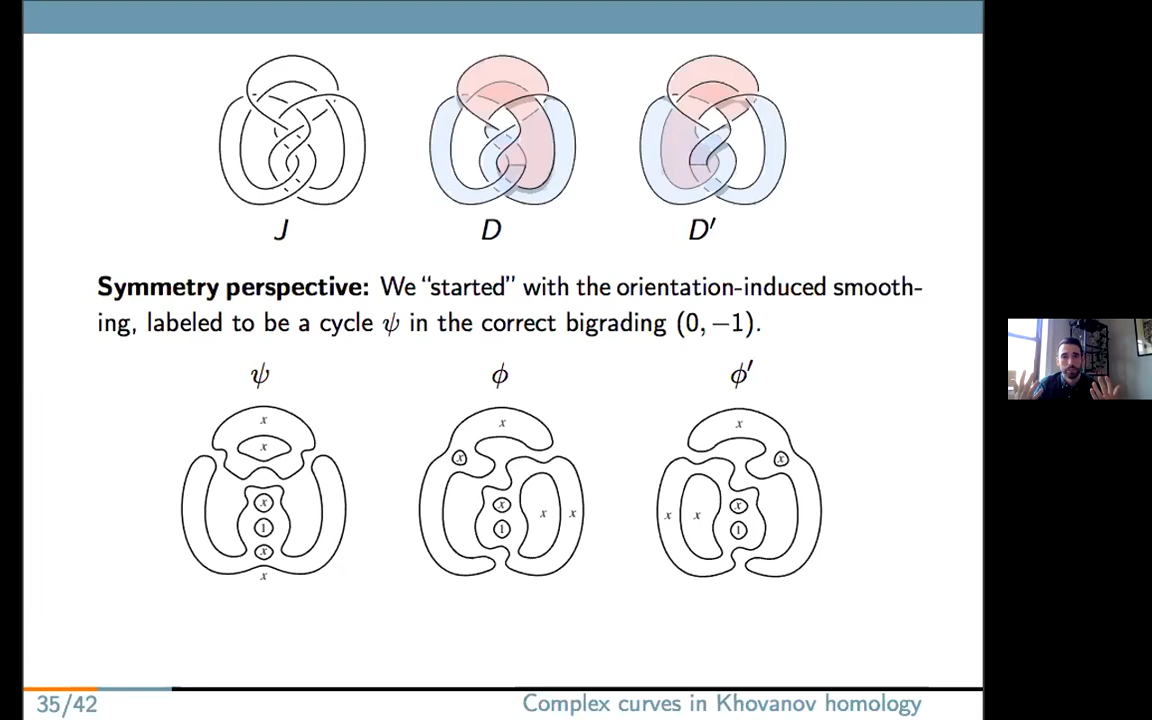 J D D′
Symmetry perspective: We “started” with the orientation-induced smooth-
ing, labeled to be a cycle ψ in the correct bigrading (0, −1).
ψ ϕ ϕ′
x x x
x
x x
x x x
x x x x
1 1 1
x
x
35/42 Complex curves in Khovanov homology